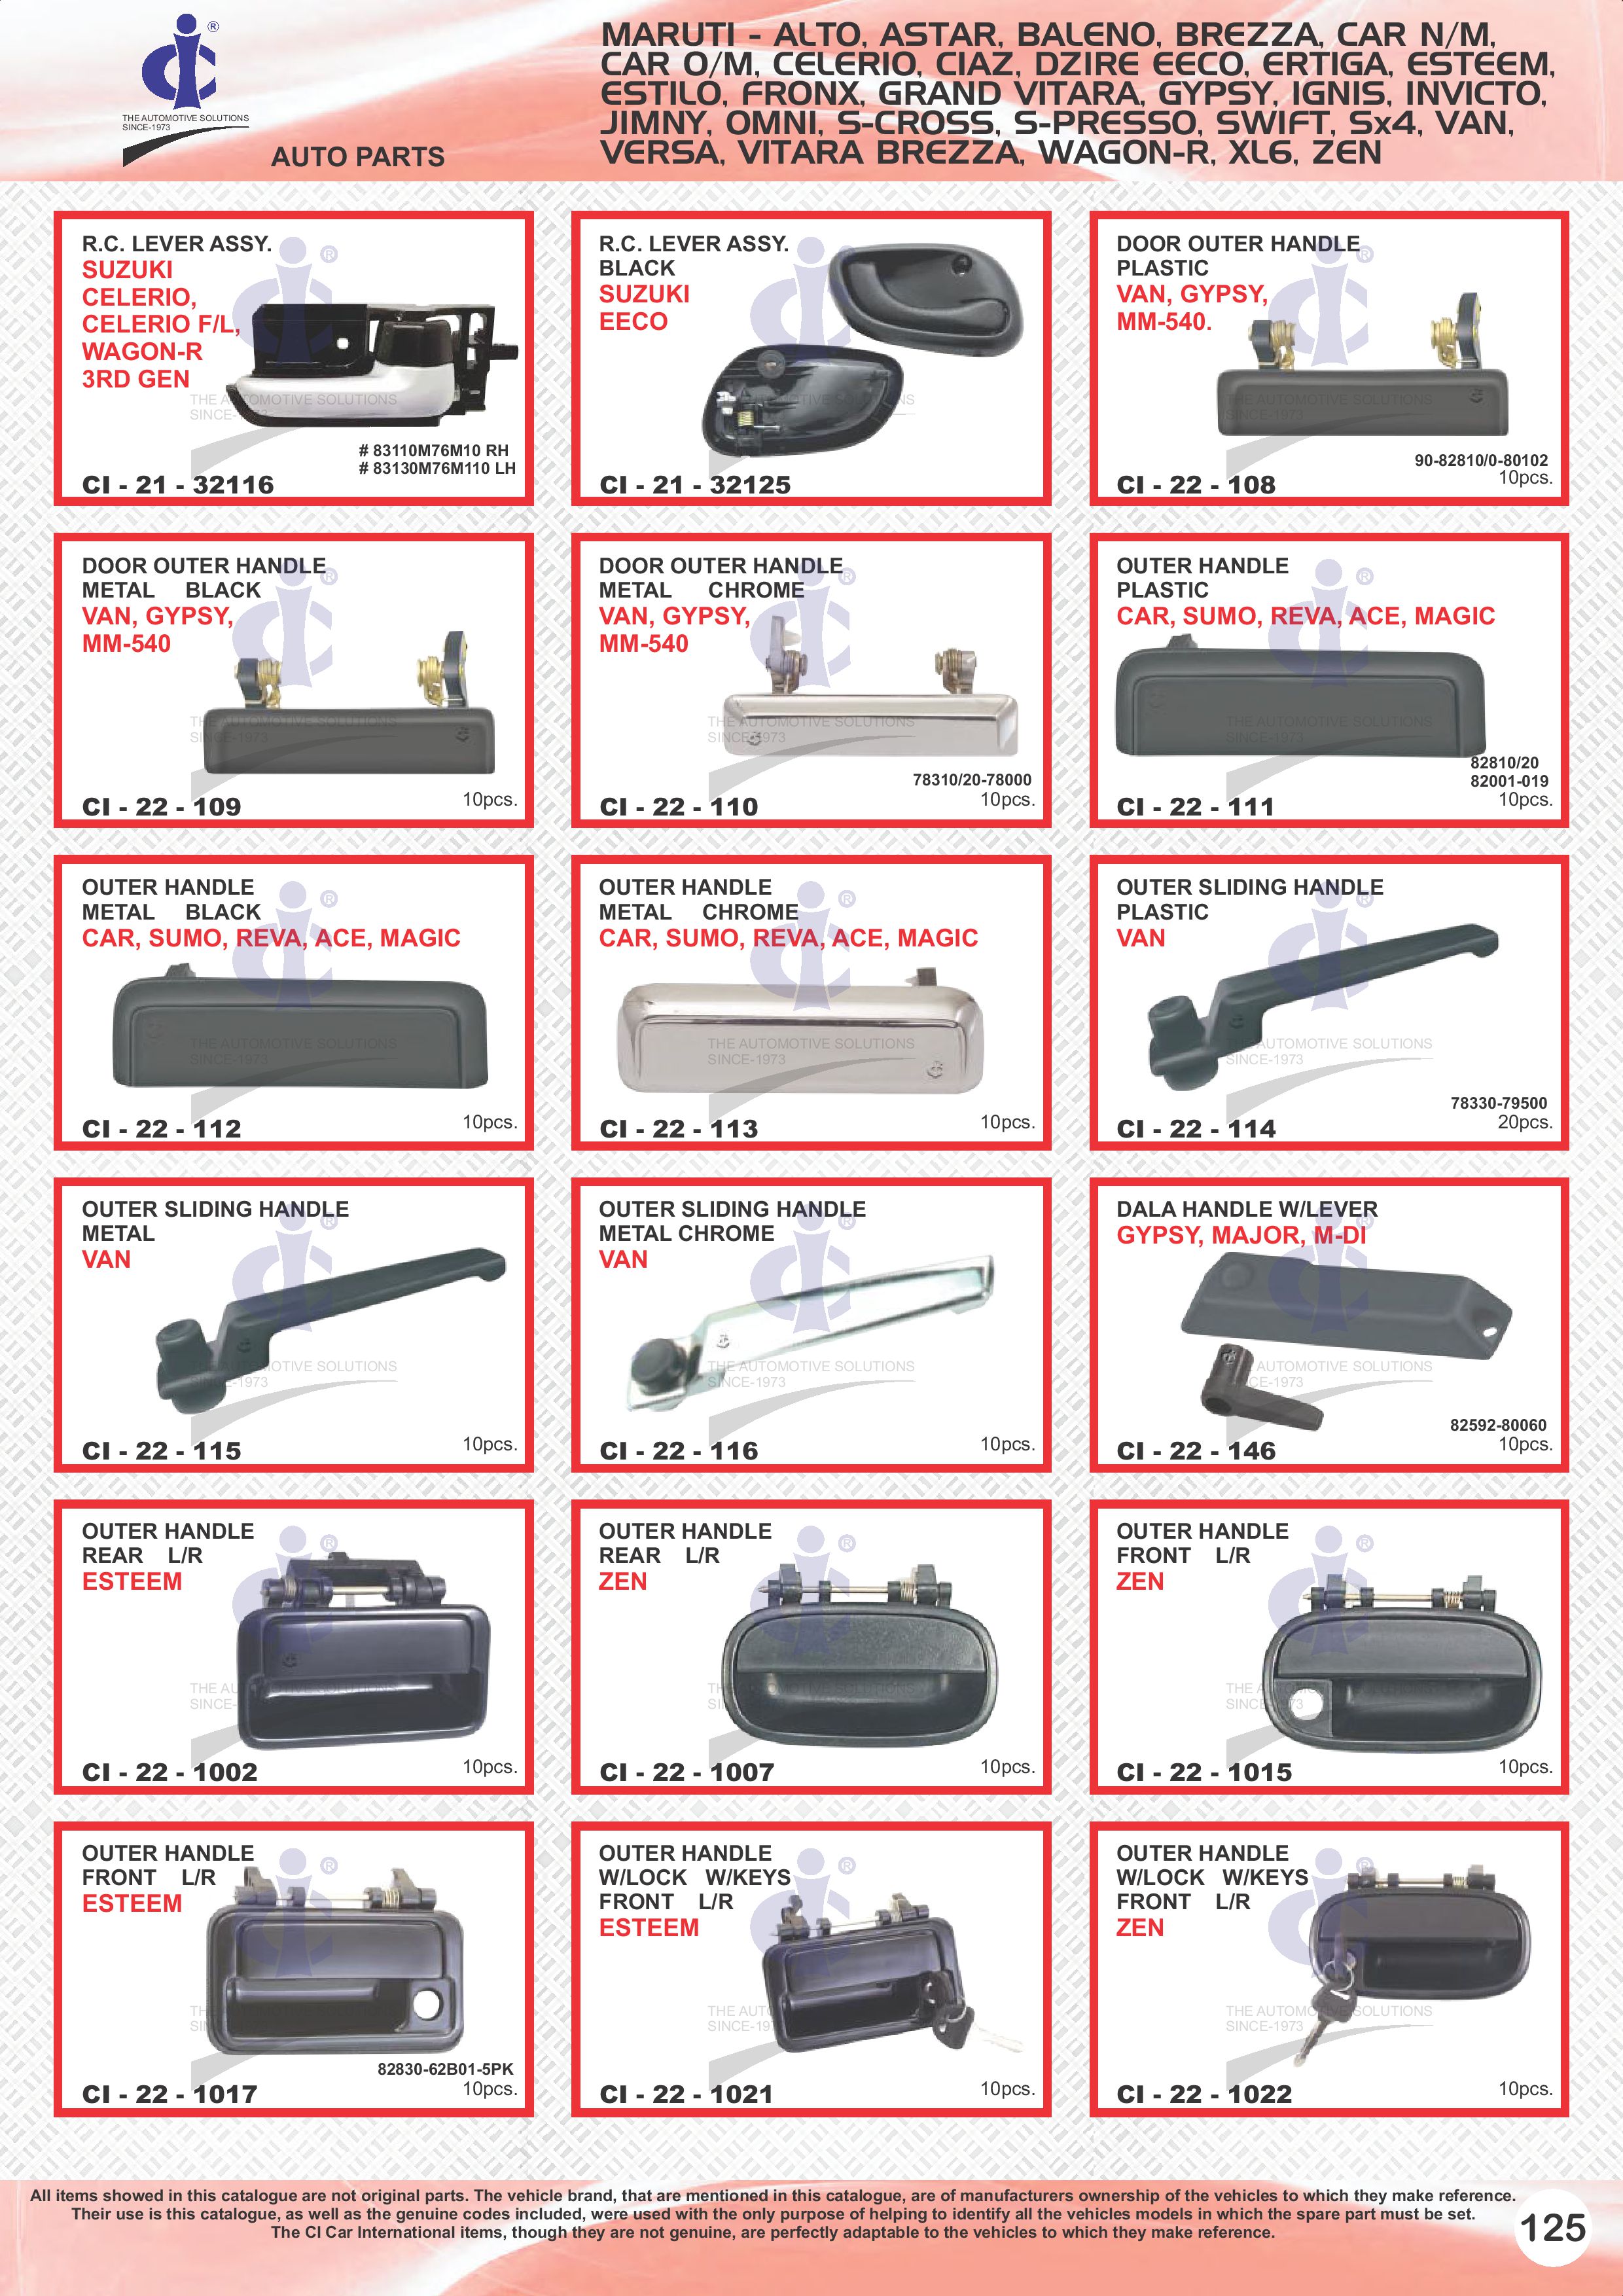 ®
THE AUTOMOTIVE SOLUTIONS
SINCE-1973
AUTO PARTS
MARUTI - ALTO, ASTAR, BALENO, BREZZA, CAR N/M,
CAR O/M, CELERIO, CIAZ, DZIRE EECO, ERTIGA, ESTEEM,
ESTILO, FRONX, GRAND VITARA, GYPSY, IGNIS, INVICTO,
JIMNY, OMNI, S-CROSS, S-PRESSO, SWIFT, Sx4, VAN,
VERSA, VITARA BREZZA, WAGON-R, XL6, ZEN
R.C. LEVER ASSY.
SUZUKI
CELERIO,
CELERIO F/L,
WAGON-R
3RD GEN
# 83110M76M10 RH
# 83130M76M110 LH
CI - 21 - 32116
R.C. LEVER ASSY.
BLACK
SUZUKI
EECO
CI - 21 - 32125
DOOR OUTER HANDLE
PLASTIC
VAN, GYPSY,
MM-540.
90-82810/0-80102
10pcs.
CI - 22 - 108
DOOR OUTER HANDLE
METAL BLACK
VAN, GYPSY,
MM-540
10pcs.
CI - 22 - 109
DOOR OUTER HANDLE
METAL CHROME
VAN, GYPSY,
MM-540
78310/20-78000
10pcs.
CI - 22 - 110
OUTER HANDLE
PLASTIC
CAR, SUMO, REVA, ACE, MAGIC
82810/20
82001-019
10pcs.
CI - 22 - 111
OUTER HANDLE
METAL BLACK
CAR, SUMO, REVA, ACE, MAGIC
10pcs.
CI - 22 - 112
OUTER HANDLE
METAL CHROME
CAR, SUMO, REVA, ACE, MAGIC
10pcs.
CI - 22 - 113
OUTER SLIDING HANDLE
PLASTIC
VAN
78330-79500
20pcs.
CI - 22 - 114
OUTER SLIDING HANDLE
METAL
VAN
10pcs.
CI - 22 - 115
OUTER SLIDING HANDLE
METAL CHROME
VAN
10pcs.
CI - 22 - 116
DALA HANDLE W/LEVER
GYPSY, MAJOR, M-DI
82592-80060
10pcs.
CI - 22 - 146
OUTER HANDLE
REAR L/R
ESTEEM
10pcs.
CI - 22 - 1002
OUTER HANDLE
REAR L/R
ZEN
10pcs.
CI - 22 - 1007
OUTER HANDLE
FRONT L/R
ZEN
10pcs.
CI - 22 - 1015
OUTER HANDLE
FRONT L/R
ESTEEM
82830-62B01-5PK
10pcs.
CI - 22 - 1017
OUTER HANDLE
W/LOCK W/KEYS
FRONT L/R
ESTEEM
10pcs.
CI - 22 - 1021
OUTER HANDLE
W/LOCK W/KEYS
FRONT L/R
ZEN
10pcs.
CI - 22 - 1022
All items showed in this catalogue are not original parts. The vehicle brand, that are mentioned in this catalogue, are of manufacturers ownership of the vehicles to which they make reference.
Their use is this catalogue, as well as the genuine codes included, were used with the only purpose of helping to identify all the vehicles models in which the spare part must be set.
The CI Car International items, though they are not genuine, are perfectly adaptable to the vehicles to which they make reference.
125